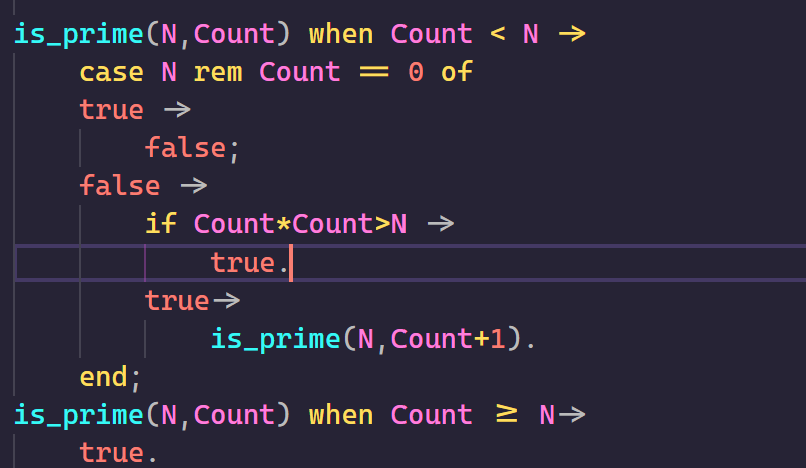 is_prime(N,Count) when Count < N ->
    case N rem Count == 0 of
    true ->
        false;
    false ->
        if Count*Count>N ->
            true.
        true->
            is_prime(N,Count+1).
    end;
is_prime(N,Count) when Count >= N->
    true.